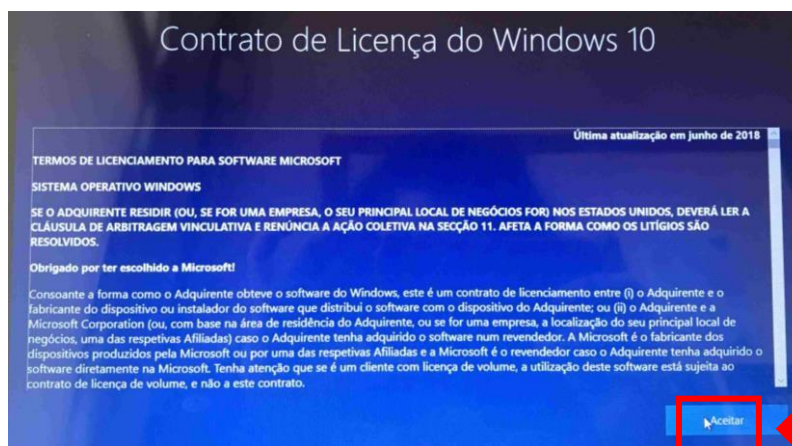 Contrato de Licença do Windows 10
Última atualização em junho de 2018
TERMOS DE LICENCIAMENTO PARA SOFTWARE MICROSOFT
SISTEMA OPERATIVO WINDOWS
SE O ADQUIRENTE RESIDIR (OU, SE FOR UMA EMPRESA, O SEU PRINCIPAL LOCAL DE NEGÓCIOS FOR) NOS ESTADOS UNIDOS, DEVERÁ LER A
CLÁUSULA DE ARBITRAGEM VINCULATIVA E RENÚNCIA A AÇÃO COLETIVA NA SECÇÃO 11. AFETA A FORMA COMO OS LITÍGIOS SÃO
RESOLVIDOS.
Obrigado por ter escolhido a Microsoft!
Consoante a forma como o Adquirente obteve o software do Windows, este é um contrato de licenciamento entre (i) o Adquirente e o
fabricante do dispositivo ou instalador do software que distribui o software com o dispositivo do Adquirente; ou (ii) o Adquirente e a
Microsoft Corporation (ou, com base na área de residência do Adquirente, ou se for uma empresa, a localização do seu principal local de
negócios, uma das respetivas Afiliadas) caso o Adquirente tenha adquirido o software num revendedor. A Microsoft é o fabricante dos
dispositivos produzidos pela Microsoft ou por uma das respetivas Afiliadas e a Microsoft é o revendedor caso o Adquirente tenha adquirido o
software diretamente na Microsoft. Tenha atenção que se é um cliente com licença de volume, a utilização deste software está sujeita ao
contrato de licença de volume, e não a este contrato.
Aceitar